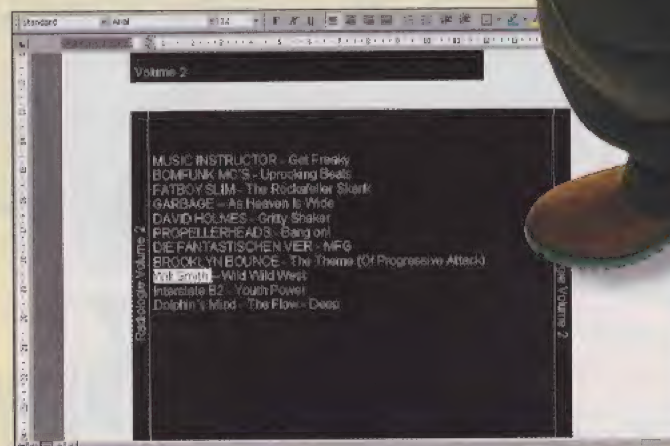 Standard Arial 12 F K U
Volume 2
MUSIC INSTRUCTOR - Get Freaky
BOMFUNK MC'S - Uprocking Beats
FATBOY SLIM - The Rockafeller Skank
GARBAGE - As Heaven Is Wide
DAVID HOLMES - Gritty Shaker
PROPELLERHEADS - Bang on!
DIE FANTASTISCHEN VIER - MFG
BROOKLYN BOUNCE - The Theme (Of Progressive Attack)
Will Smith - Wild Wild West
Interstate B2 - Youth Power
Dolphin's Mind - The Flow - Deep
Radiologie Volume 2
Volume 2